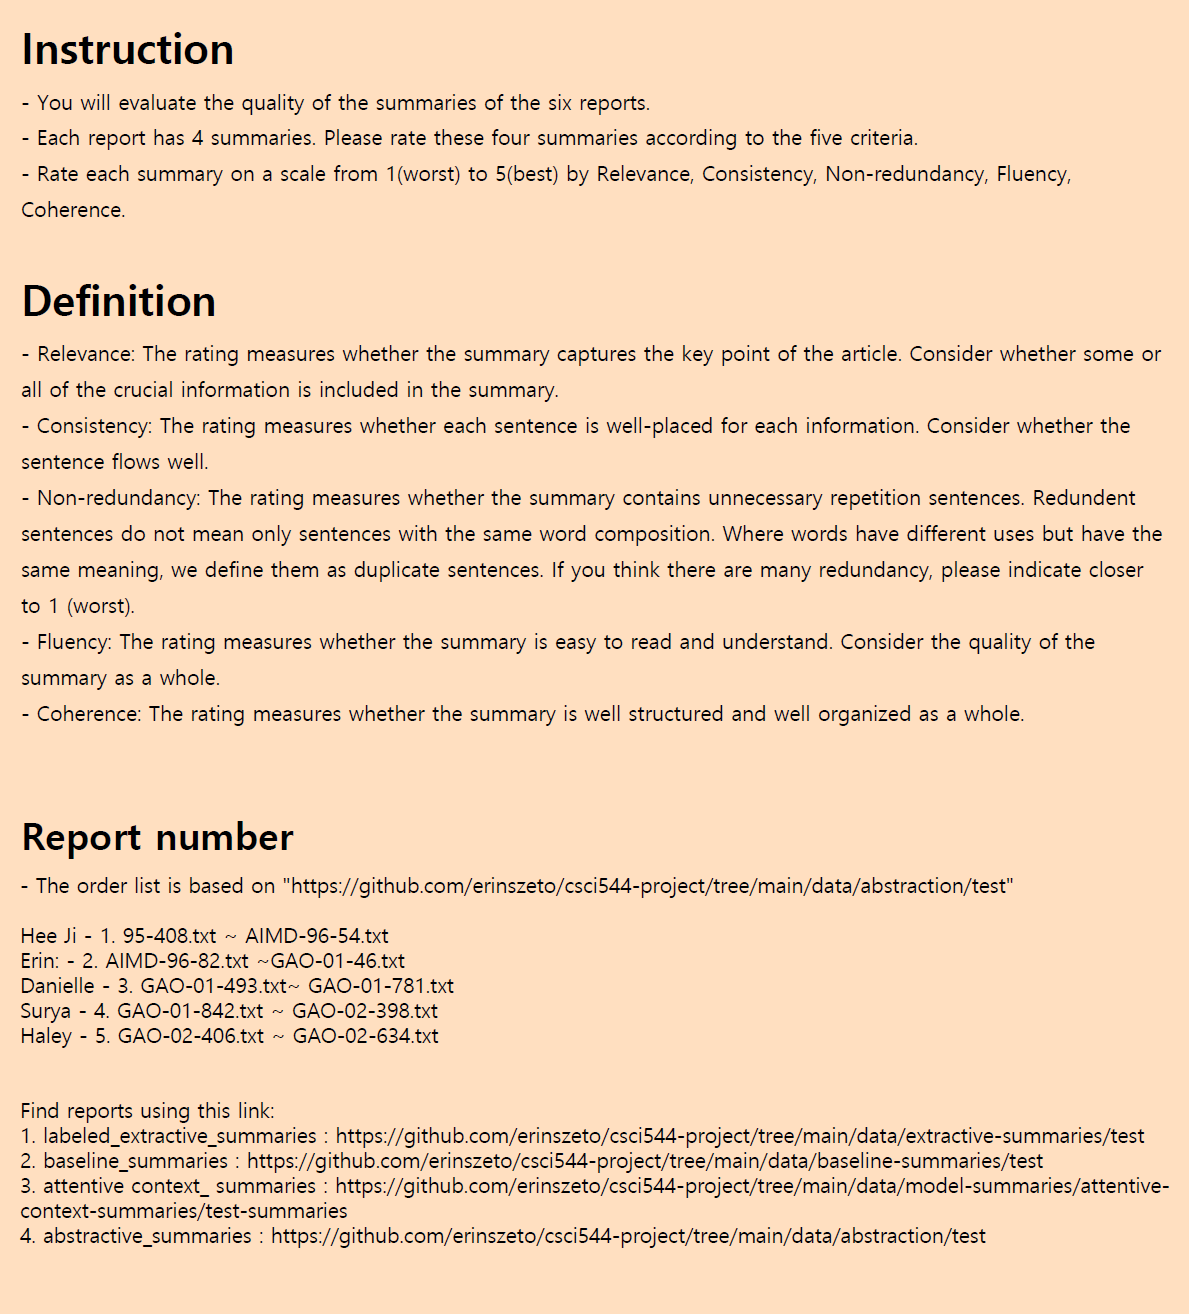 Instruction
- You will evaluate the quality of the summaries of the six reports.
- Each report has 4 summaries. Please rate these four summaries according to the five criteria.
- Rate each summary on a scale from 1(worst) to 5(best) by Relevance, Consistency, Non-redundancy, Fluency,
Coherence.
Definition
- Relevance: The rating measures whether the summary captures the key point of the article. Consider whether some or
all of the crucial information is included in the summary.
- Consistency: The rating measures whether each sentence is well-placed for each information. Consider whether the
sentence flows well.
- Non-redundancy: The rating measures whether the summary contains unnecessary repetition sentences. Redundent
sentences do not mean only sentences with the same word composition. Where words have different uses but have the
same meaning, we define them as duplicate sentences. If you think there are many redundancy, please indicate closer
to 1 (worst).
- Fluency: The rating measures whether the summary is easy to read and understand. Consider the quality of the
summary as a whole.
- Coherence: The rating measures whether the summary is well structured and well organized as a whole.
Report number
- The order list is based on "https://github.com/erinszeto/csci544-project/tree/main/data/abstraction/test"
Hee Ji - 1. 95-408.txt ~ AIMD-96-54.txt
Erin: - 2. AIMD-96-82.txt ~GAO-01-46.txt
Danielle - 3. GAO-01-493.txt~ GAO-01-781.txt
Surya - 4. GAO-01-842.txt ~ GAO-02-398.txt
Haley - 5. GAO-02-406.txt ~ GAO-02-634.txt
Find reports using this link:
1. labeled_extractive_summaries : https://github.com/erinszeto/csci544-project/tree/main/data/extractive-summaries/test
2. baseline_summaries : https://github.com/erinszeto/csci544-project/tree/main/data/baseline-summaries/test
3. attentive context_ summaries : https://github.com/erinszeto/csci544-project/tree/main/data/model-summaries/attentive-
context-summaries/test-summaries
4. abstractive_summaries : https://github.com/erinszeto/csci544-project/tree/main/data/abstraction/test